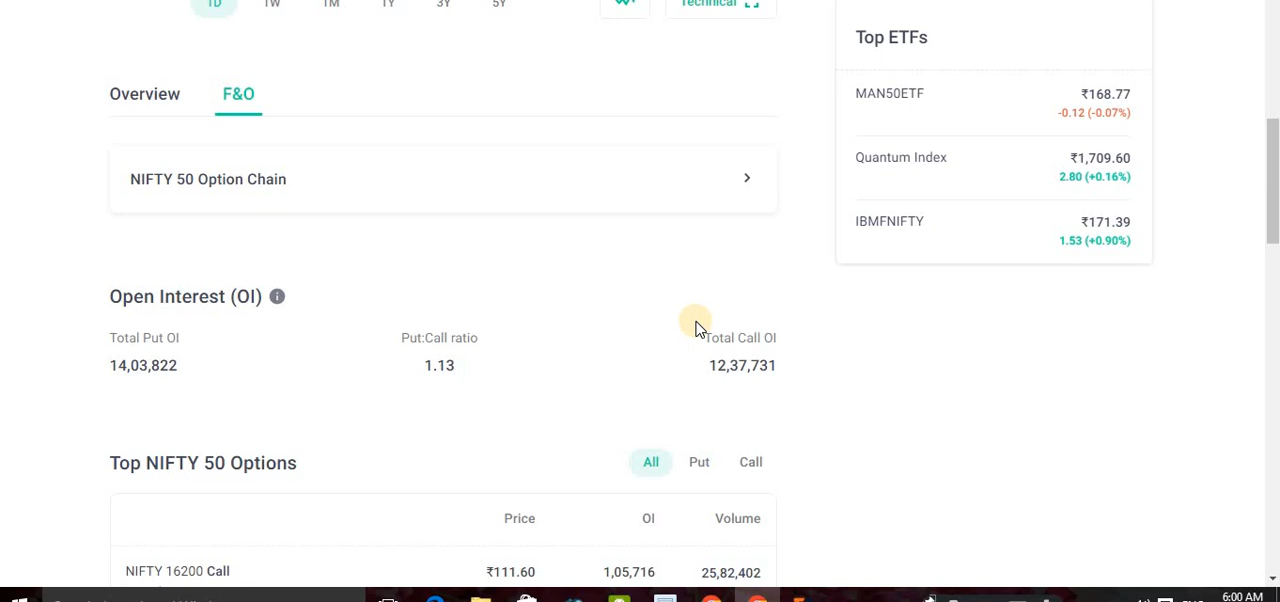 1D 1W 1M 1Y 3Y 5Y Technical
Top ETFs
Overview F&O
MAN50ETF ₹168.77
-0.12 (-0.07%)
NIFTY 50 Option Chain
Quantum Index ₹1,709.60
2.80 (+0.16%)
IBMFNIFTY ₹171.39
1.53 (+0.90%)
Open Interest (OI)
Total Put OI Put:Call ratio Total Call OI
14,03,822 1.13 12,37,731
Top NIFTY 50 Options All Put Call
Price OI Volume
NIFTY 16200 Call ₹111.60 1,05,716 25,82,402
6:00 AM